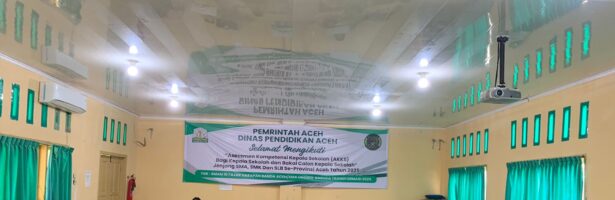 PEMERINTAH ACEH
DINAS PENDIDIKAN ACEH
Selamat Mengikuti
"Asesmen Kompetensi Kepala Sekolah (AKKS)
Bagi Kepala Sekolah dan Bakal Calon Kepala Sekolah
Jenjang SMA, SMK Dan SLB Se-Provinsi Aceh Tahun 2025